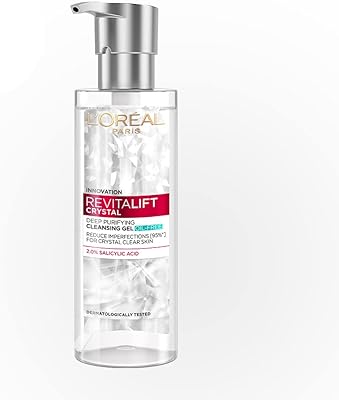 L'ORÉAL
PARIS
INNOVATION
REVITALIFT
CRYSTAL
DEEP PURIFYING
CLEANSING GEL OIL-FREE
REDUCE IMPERFECTIONS [95%*]
FOR CRYSTAL CLEAR SKIN
2.0% SALICYLIC ACID
DERMATOLOGICALLY TESTED